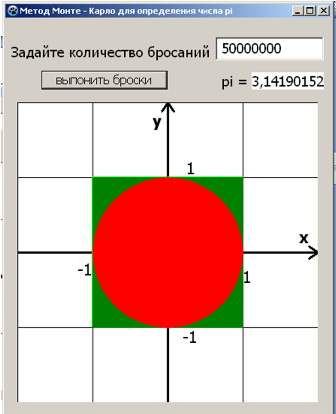 Метод Монте - Карло для определения числа pi
Задайте количество бросаний 50000000
выпонить броски pi = 3,14190152
y
1
x
-1 1
-1